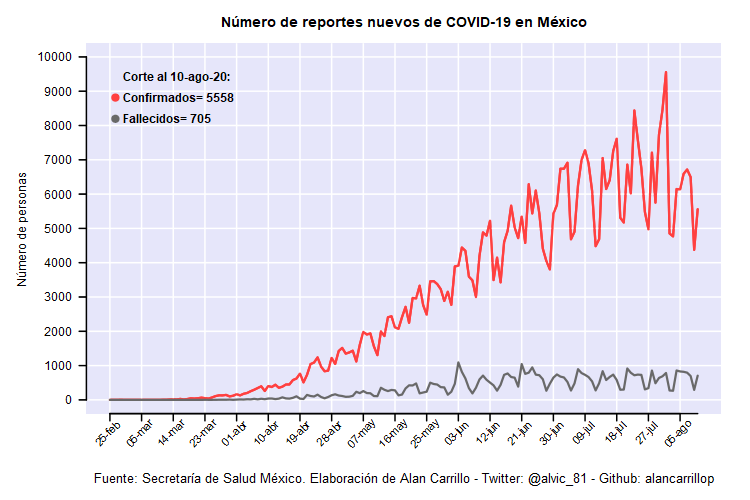 Número de reportes nuevos de COVID-19 en México
Corte al 10-ago-20:
Confirmados= 5558
Fallecidos= 705
Número de personas
10000
9000
8000
7000
6000
5000
4000
3000
2000
1000
0
25-feb
05-mar
14-mar
23-mar
01-abr
10-abr
19-abr
28-abr
07-may
16-may
25-may
03-jun
12-jun
21-jun
30-jun
09-jul
18-jul
27-jul
05-ago
Fuente: Secretaría de Salud México. Elaboración de Alan Carrillo - Twitter: @alvic_81 - Github: alancarrillop